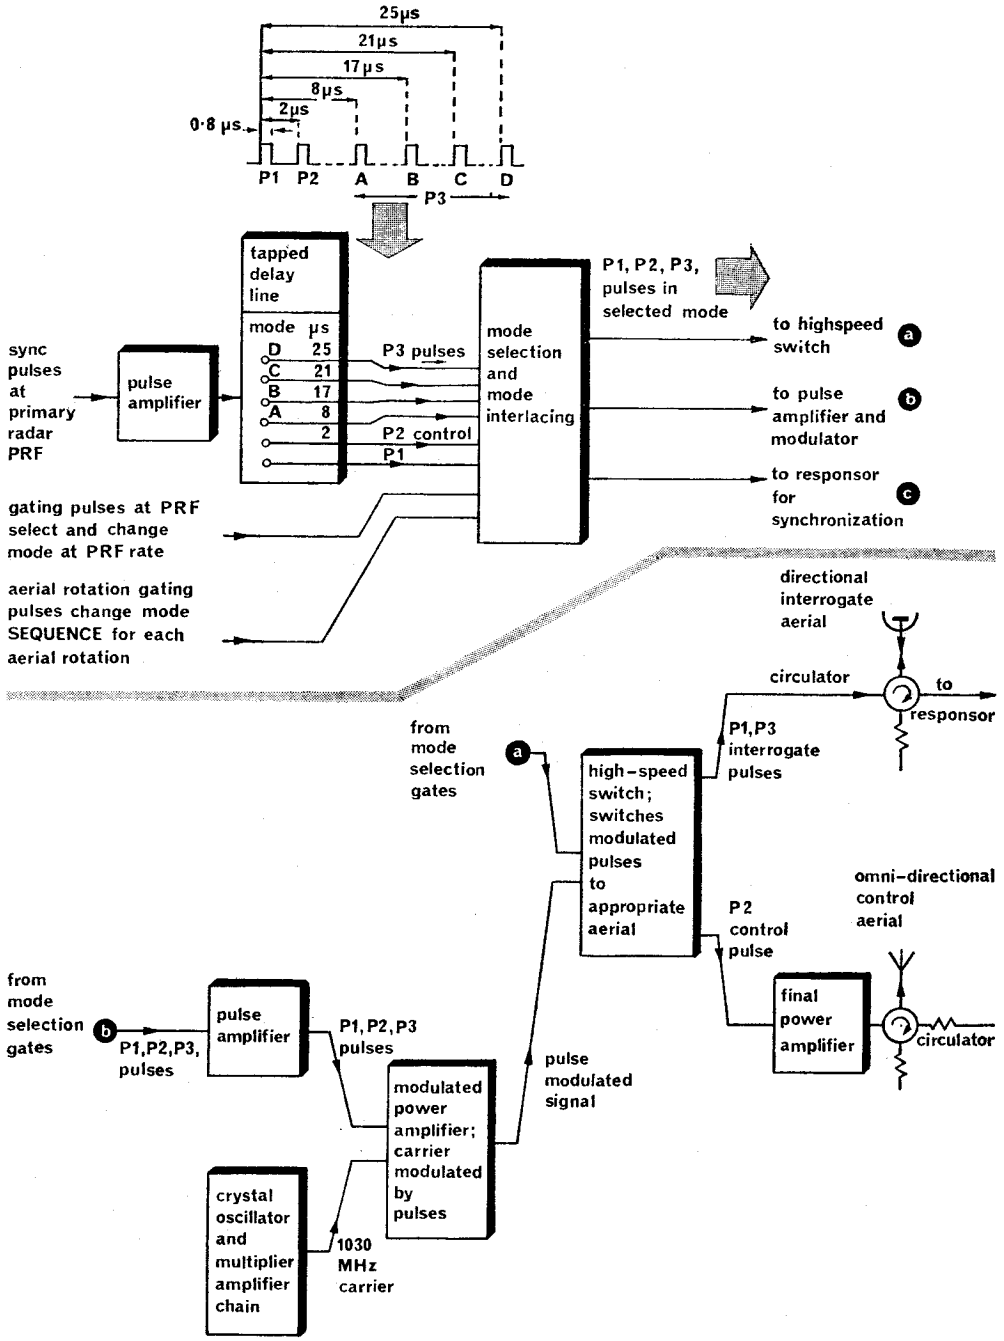 25μs
21μs
17μs
8μs
2μs
0·8 μs
P1 P2 A B C D
P3
tapped
delay
line
mode μs
D 25
C 21
B 17
A 8
2
sync
pulses
at
primary
radar
PRF
pulse
amplifier
P3 pulses
P2 control
P1
mode
selection
and
mode
interlacing
P1, P2, P3,
pulses in
selected mode
to highspeed
switch
a
to pulse
amplifier and
modulator
b
to responsor
for
synchronization
c
gating pulses at PRF
select and change
mode at PRF rate
aerial rotation gating
pulses change mode
SEQUENCE for each
aerial rotation
directional
interrogate
aerial
circulator
to
responsor
from
mode
selection
gates
a
P1,P3
interrogate
pulses
high-speed
switch;
switches
modulated
pulses
to
appropriate
aerial
omni-directional
control
aerial
P2
control
pulse
final
power
amplifier
circulator
from
mode
selection
gates
b
P1,P2,P3,
pulses
pulse
amplifier
P1,P2,P3
pulses
modulated
power
amplifier;
carrier
modulated
by
pulses
pulse
modulated
signal
crystal
oscillator
and
multiplier
amplifier
chain
1030
MHz
carrier